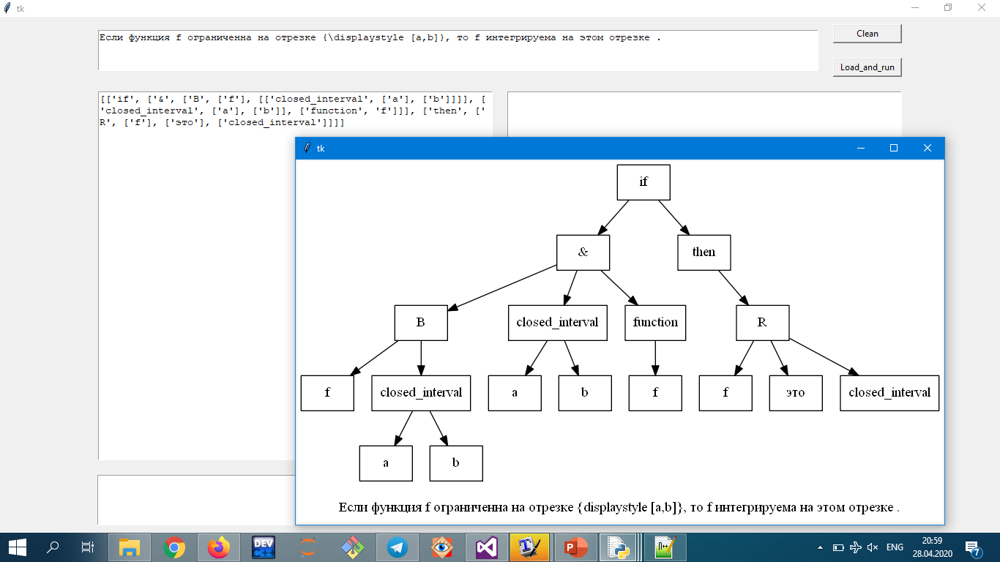 tk
Если функция f ограниченна на отрезке {\displaystyle [a,b]}, то f интегрируема на этом отрезке .
Clean
Load_and_run
[['if', ['&', ['B', ['f'], [['closed_interval', ['a'], ['b']]]], [
'closed_interval', ['a'], ['b']], ['function', 'f']]], ['then', ['
R', ['f'], ['это'], ['closed_interval']]]]
tk
if
& then
B closed_interval function R
f closed_interval a b f f это closed_interval
a b
Если функция f ограниченна на отрезке {displaystyle [a,b]}, то f интегрируема на этом отрезке .
DEV
C++
ENG
20:59
28.04.2020
7